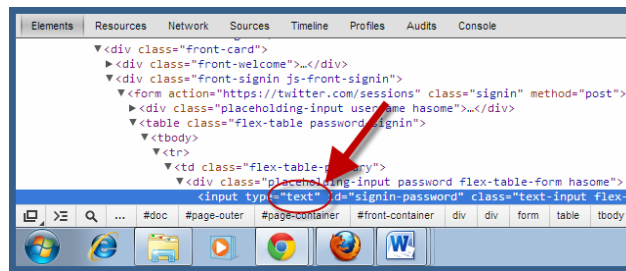 Elements Resources Network Sources Timeline Profiles Audits Console
▼<div class="front-card">
►<div class="front-welcome">…</div>
▼<div class="front-signin js-front-signin">
▼<form action="https://twitter.com/sessions" class="signin" method="post">
►<div class="placeholding-input username hasome">…</div>
▼<table class="flex-table password-signin">
▼<tbody>
▼<tr>
▼<td class="flex-table-primary">
▼<div class="placeholding-input password flex-table-form hasome">
<input type="text" id="signin-password" class="text-input flex-
... #doc #page-outer #page-container #front-container div div form table tbody
W